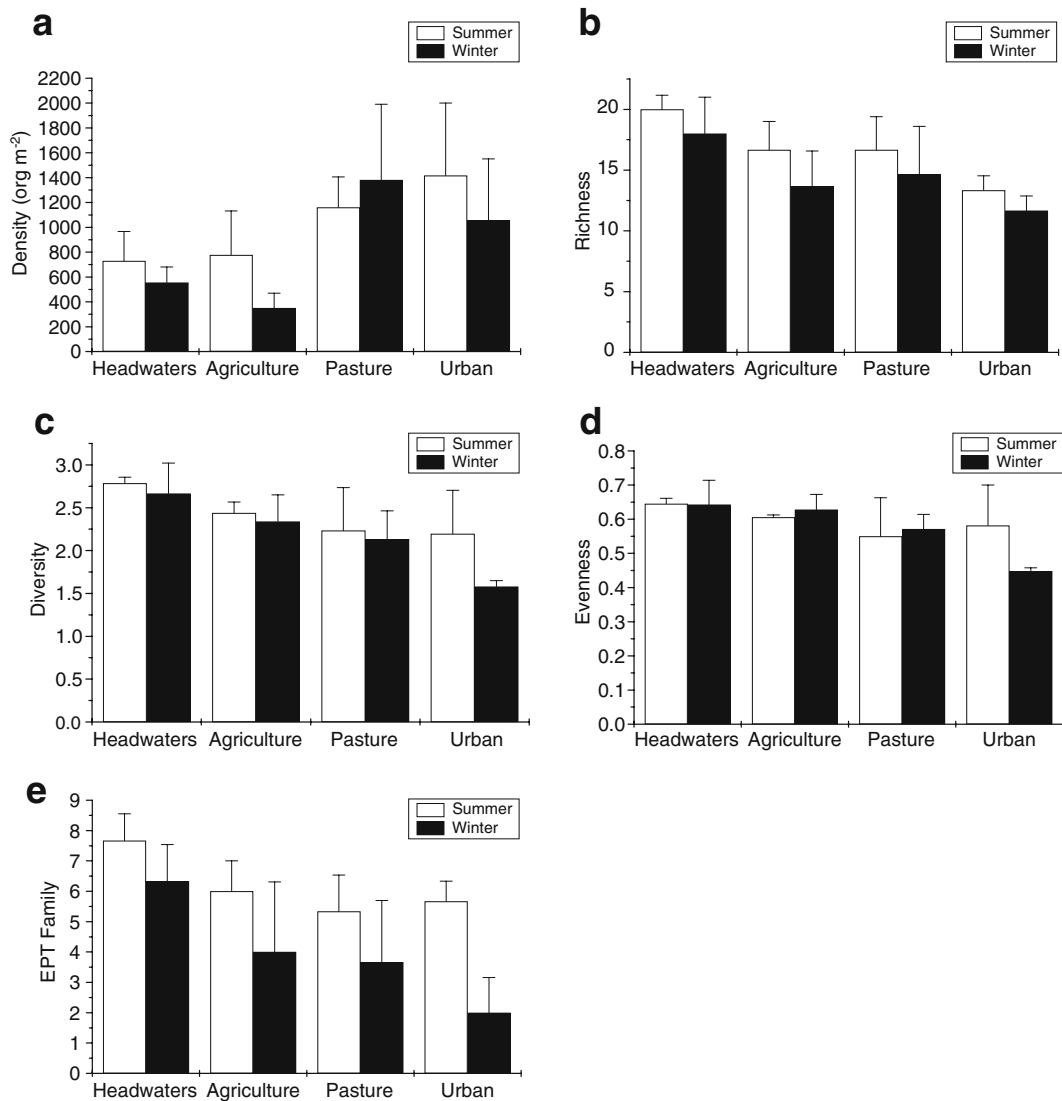 a
Summer
Winter
Density (org m⁻²)
2200
2000
1800
1600
1400
1200
1000
800
600
400
200
0
Headwaters Agriculture Pasture Urban
b
Summer
Winter
Richness
20
15
10
5
0
Headwaters Agriculture Pasture Urban
c
Summer
Winter
Diversity
3.0
2.5
2.0
1.5
1.0
0.5
0.0
Headwaters Agriculture Pasture Urban
d
Summer
Winter
Evenness
0.8
0.7
0.6
0.5
0.4
0.3
0.2
0.1
0.0
Headwaters Agriculture Pasture Urban
e
Summer
Winter
EPT Family
9
8
7
6
5
4
3
2
1
0
Headwaters Agriculture Pasture Urban